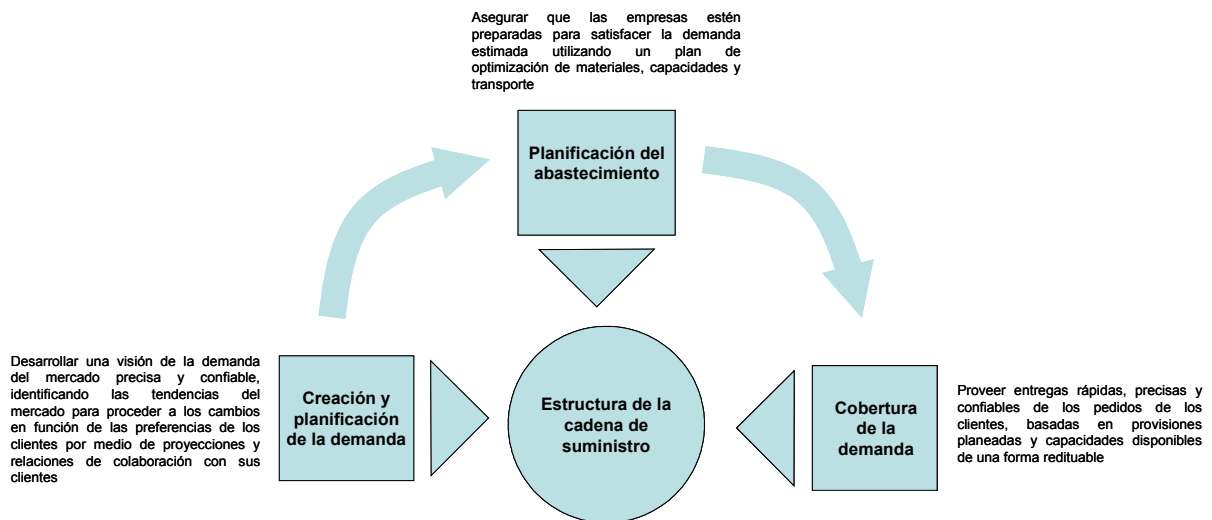 Asegurar que las empresas estén
preparadas para satisfacer la demanda
estimada utilizando un plan de
optimización de materiales, capacidades y
transporte
Planificación del
abastecimiento
Desarrollar una visión de la demanda
del mercado precisa y confiable,
identificando las tendencias del
mercado para proceder a los cambios
en función de las preferencias de los
clientes por medio de proyecciones y
relaciones de colaboración con sus
clientes
Creación y
planificación
de la demanda
Estructura de la
cadena de
suministro
Cobertura
de la
demanda
Proveer entregas rápidas, precisas y
confiables de los pedidos de los
clientes, basadas en provisiones
planeadas y capacidades disponibles
de una forma redituable